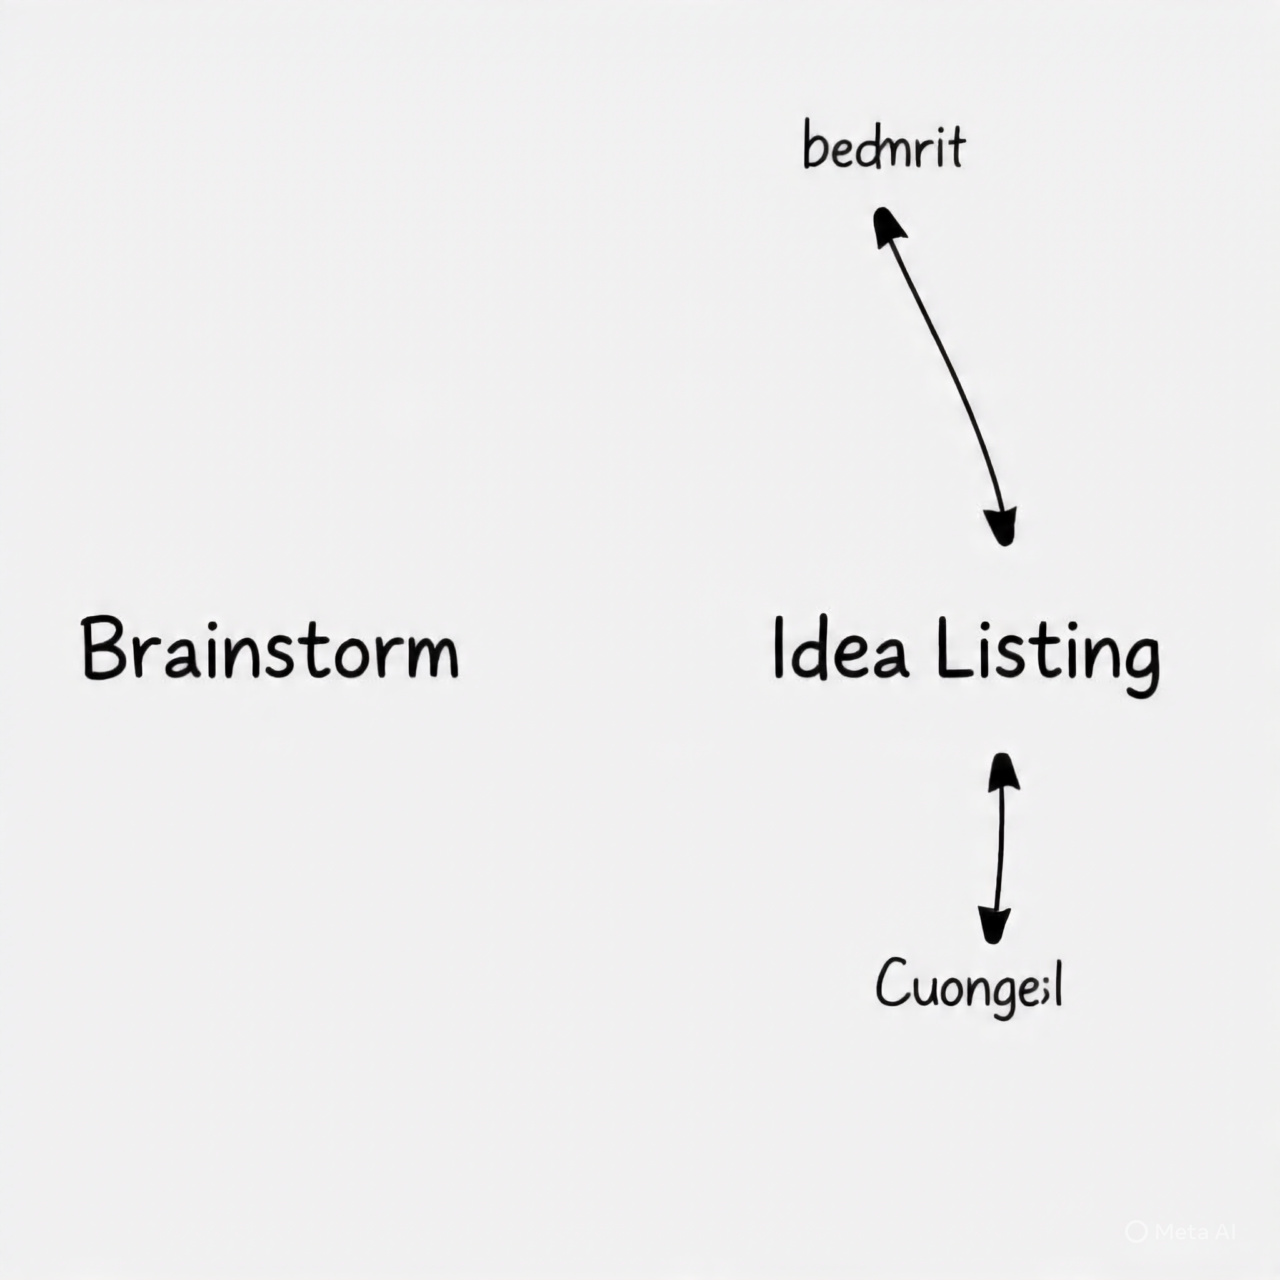 bedmrit
Brainstorm
Idea Listing
Cuonge;l
Meta AI